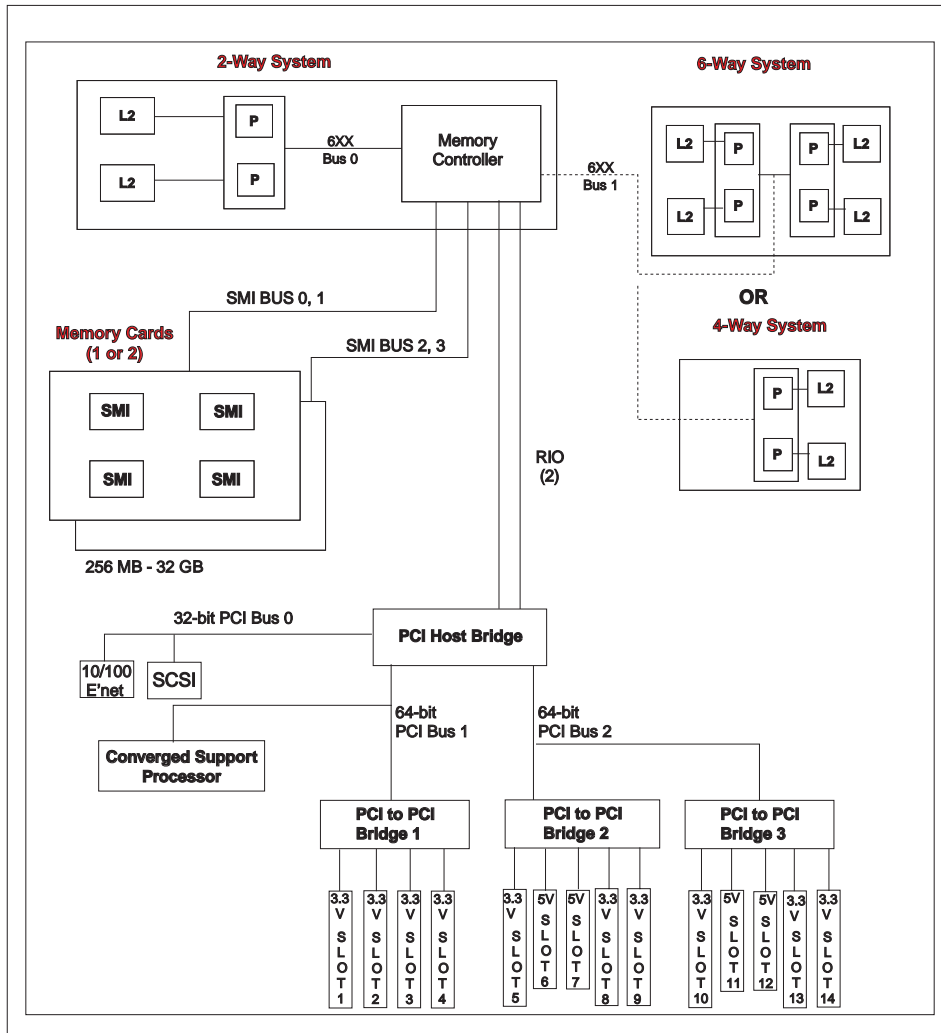 2-Way System
6-Way System
L2
P
L2
P
6XX
Bus 0
Memory
Controller
6XX
Bus 1
L2
P
P
L2
L2
P
P
L2
OR
4-Way System
P
L2
P
L2
SMI BUS 0, 1
SMI BUS 2, 3
Memory Cards
(1 or 2)
SMI
SMI
SMI
SMI
256 MB - 32 GB
RIO
(2)
32-bit PCI Bus 0
PCI Host Bridge
10/100
E'net
SCSI
64-bit
PCI Bus 1
64-bit
PCI Bus 2
Converged Support
Processor
PCI to PCI
Bridge 1
PCI to PCI
Bridge 2
PCI to PCI
Bridge 3
3.3 V SLOT 1
3.3 V SLOT 2
3.3 V SLOT 3
3.3 V SLOT 4
3.3 V SLOT 5
5V SLOT 6
5V SLOT 7
3.3 V SLOT 8
3.3 V SLOT 9
3.3 V SLOT 10
5V SLOT 11
5V SLOT 12
3.3 V SLOT 13
3.3 V SLOT 14